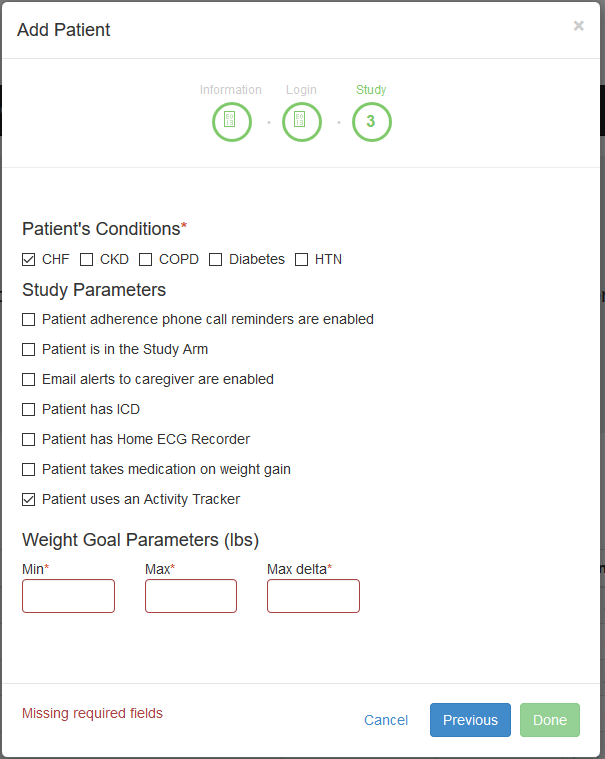 Add Patient ×
Information Login Study
3
Patient's Conditions*
CHF CKD COPD Diabetes HTN
Study Parameters
Patient adherence phone call reminders are enabled
Patient is in the Study Arm
Email alerts to caregiver are enabled
Patient has ICD
Patient has Home ECG Recorder
Patient takes medication on weight gain
Patient uses an Activity Tracker
Weight Goal Parameters (lbs)
Min* Max* Max delta*
Missing required fields Cancel Previous Done